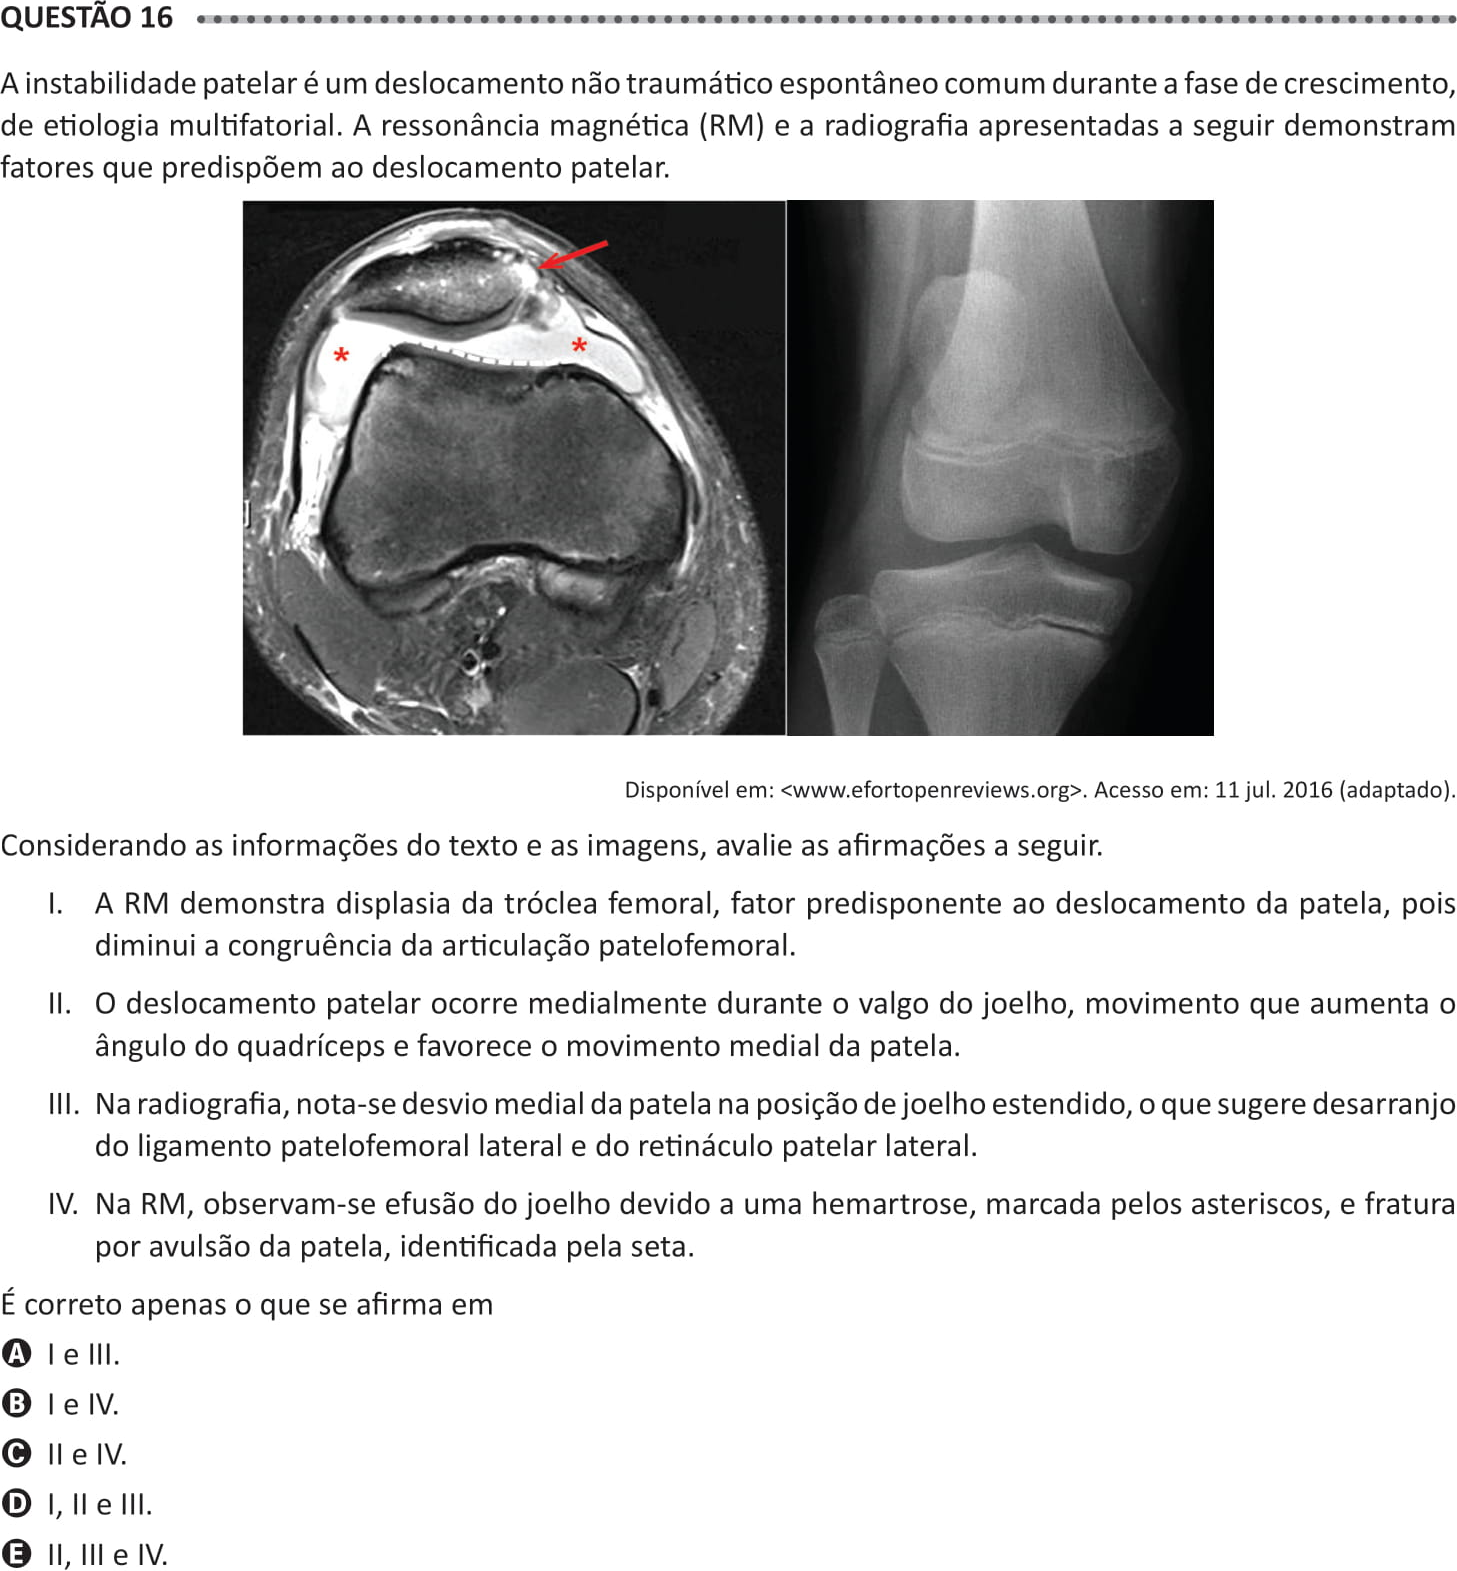 QUESTÃO 16
A instabilidade patelar é um deslocamento não traumático espontâneo comum durante a fase de crescimento,
de etiologia multifatorial. A ressonância magnética (RM) e a radiografia apresentadas a seguir demonstram
fatores que predispõem ao deslocamento patelar.
*
*
Disponível em: <www.efortopenreviews.org>. Acesso em: 11 jul. 2016 (adaptado).
Considerando as informações do texto e as imagens, avalie as afirmações a seguir.
I. A RM demonstra displasia da tróclea femoral, fator predisponente ao deslocamento da patela, pois
diminui a congruência da articulação patelofemoral.
II. O deslocamento patelar ocorre medialmente durante o valgo do joelho, movimento que aumenta o
ângulo do quadríceps e favorece o movimento medial da patela.
III. Na radiografia, nota-se desvio medial da patela na posição de joelho estendido, o que sugere desarranjo
do ligamento patelofemoral lateral e do retináculo patelar lateral.
IV. Na RM, observam-se efusão do joelho devido a uma hemartrose, marcada pelos asteriscos, e fratura
por avulsão da patela, identificada pela seta.
É correto apenas o que se afirma em
A I e III.
B I e IV.
C II e IV.
D I, II e III.
E II, III e IV.